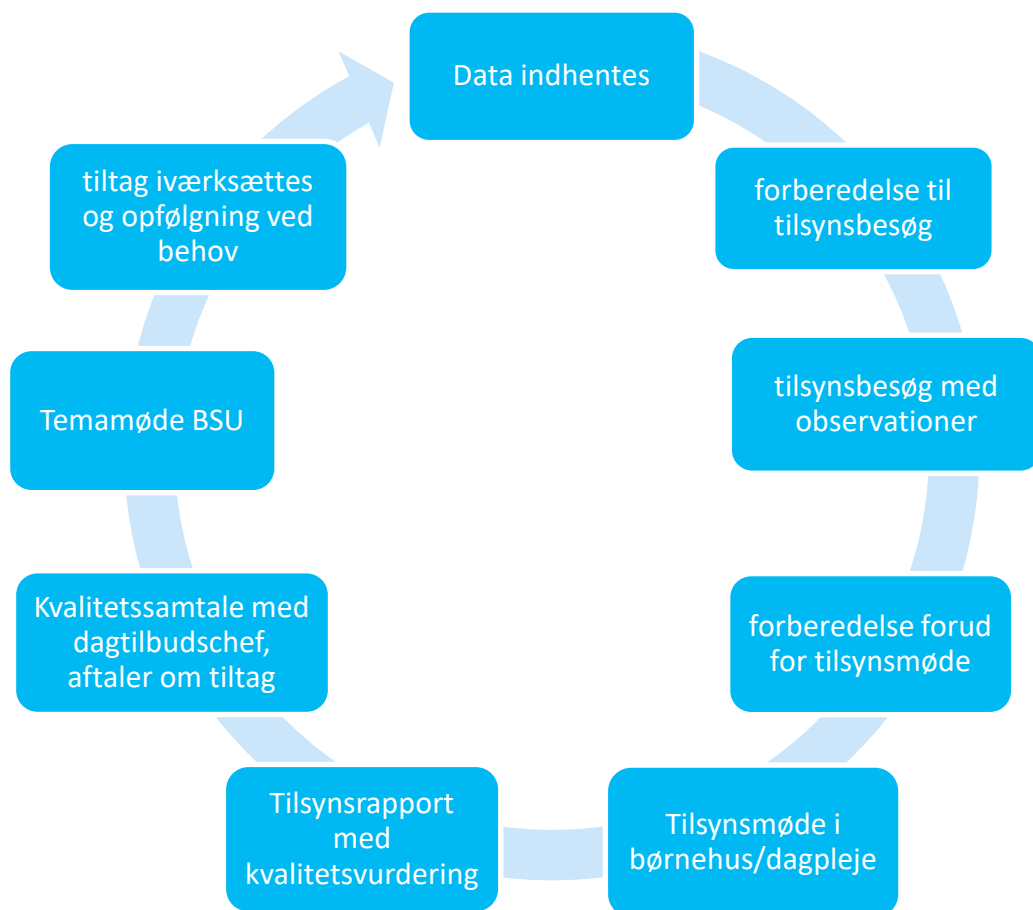 Data indhentes
forberedelse til
tilsynsbesøg
tilsynsbesøg med
observationer
forberedelse forud
for tilsynsmøde
Tilsynsmøde i
børnehus/dagpleje
Tilsynsrapport
med
kvalitetsvurdering
Kvalitetssamtale med
dagtilbudschef,
aftaler om tiltag
Temamøde BSU
tiltag iværksættes
og opfølgning ved
behov